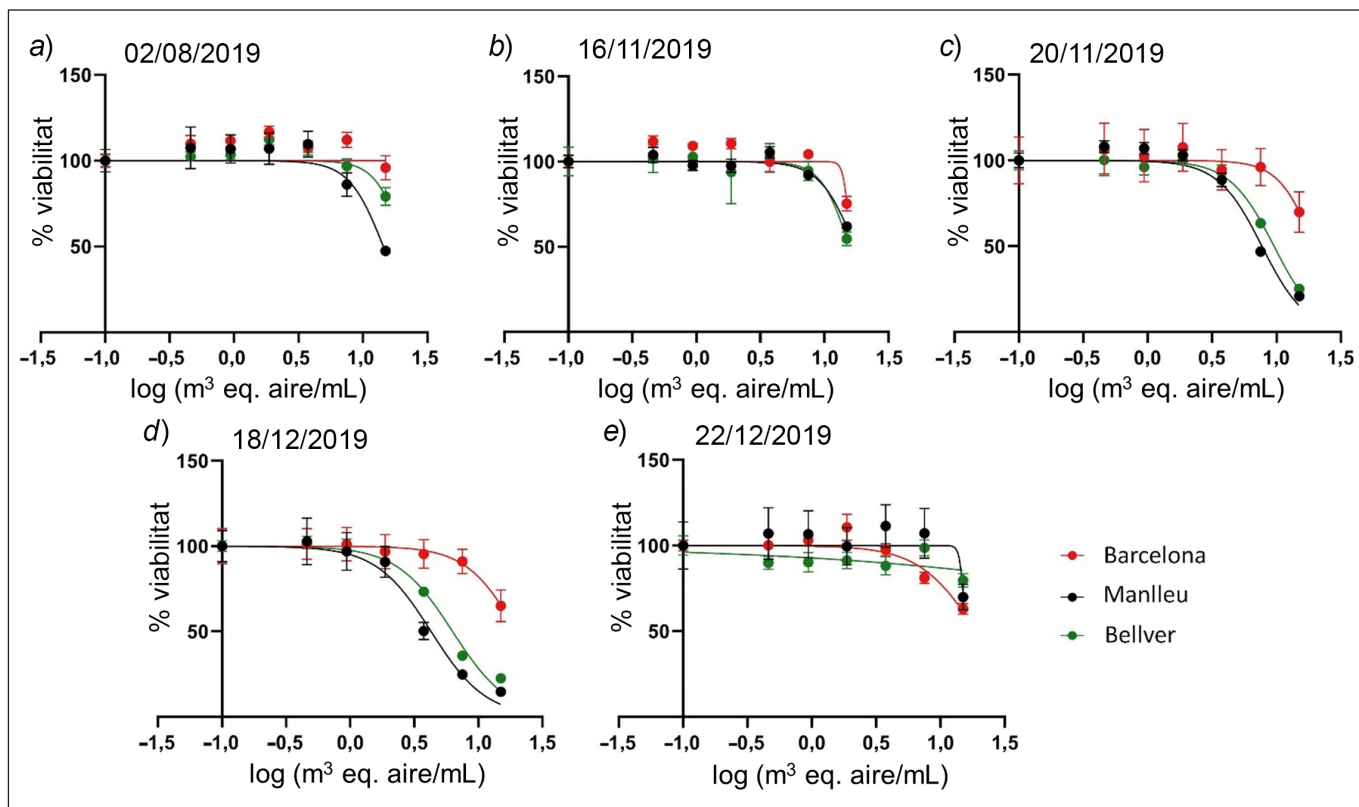 a) 02/08/2019
150
100
50
% viabilitat
–1,5 –1,0 –0,5 0,0 0,5 1,0 1,5
log (m³ eq. aire/mL)
b) 16/11/2019
150
100
50
% viabilitat
–1,5 –1,0 –0,5 0,0 0,5 1,0 1,5
log (m³ eq. aire/mL)
c) 20/11/2019
150
100
50
% viabilitat
–1,5 –1,0 –0,5 0,0 0,5 1,0 1,5
log (m³ eq. aire/mL)
d) 18/12/2019
150
100
50
% viabilitat
–1,5 –1,0 –0,5 0,0 0,5 1,0 1,5
log (m³ eq. aire/mL)
e) 22/12/2019
150
100
50
% viabilitat
–1,5 –1,0 –0,5 0,0 0,5 1,0 1,5
log (m³ eq. aire/mL)
Barcelona
Manlleu
Bellver